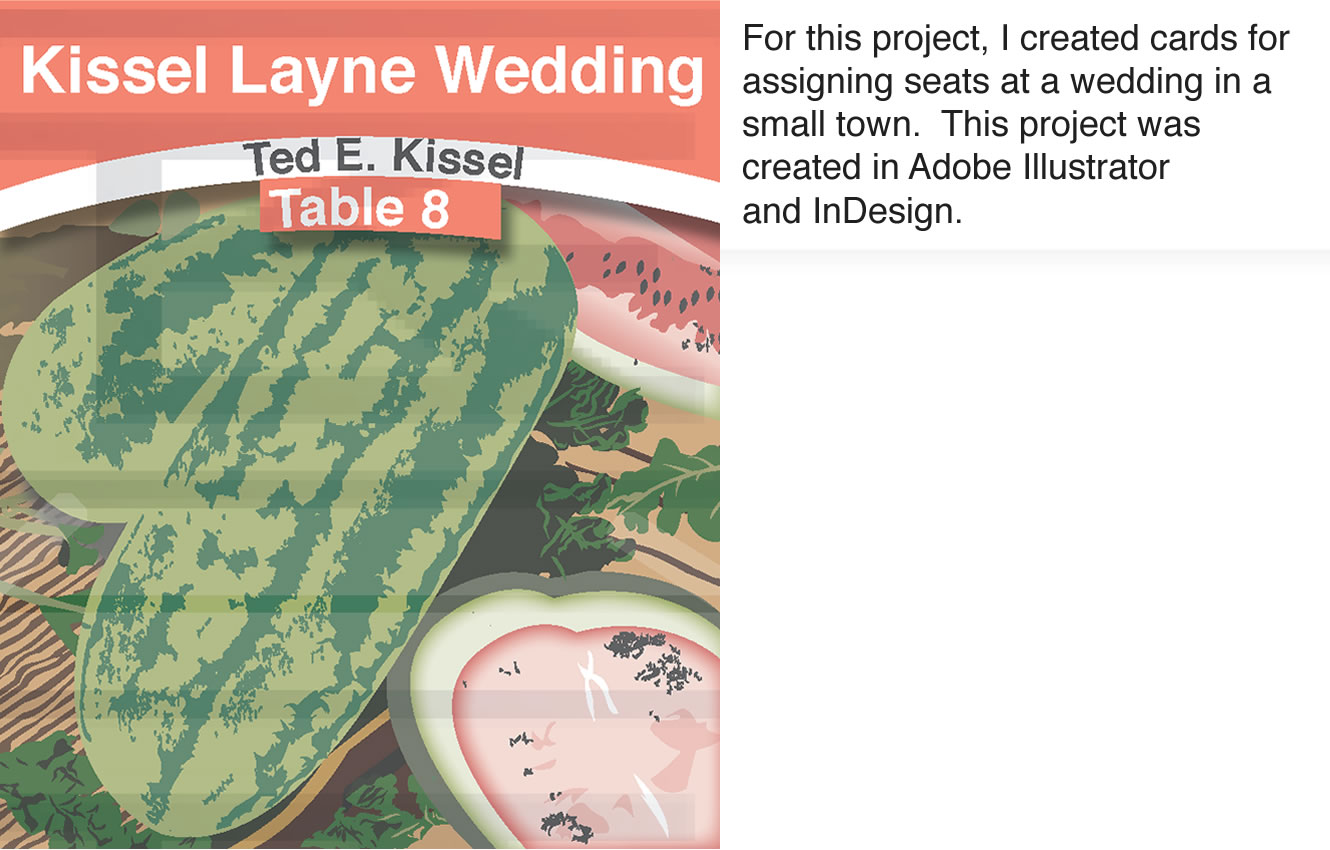 Kissel Layne Wedding
Ted E. Kissel
Table 8
For this project, I created cards for
assigning seats at a wedding in a
small town.  This project was
created in Adobe Illustrator
and InDesign.